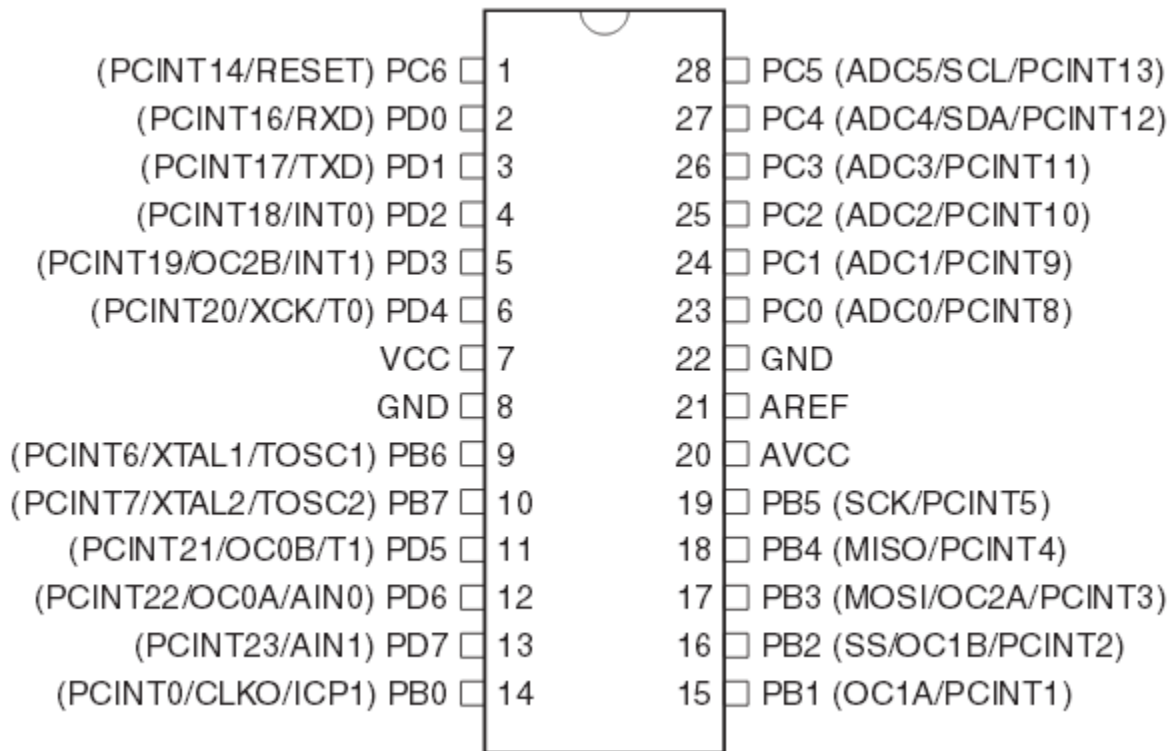 (PCINT14/RESET) PC6 1 28 PC5 (ADC5/SCL/PCINT13)
(PCINT16/RXD) PD0 2 27 PC4 (ADC4/SDA/PCINT12)
(PCINT17/TXD) PD1 3 26 PC3 (ADC3/PCINT11)
(PCINT18/INT0) PD2 4 25 PC2 (ADC2/PCINT10)
(PCINT19/OC2B/INT1) PD3 5 24 PC1 (ADC1/PCINT9)
(PCINT20/XCK/T0) PD4 6 23 PC0 (ADC0/PCINT8)
VCC 7 22 GND
GND 8 21 AREF
(PCINT6/XTAL1/TOSC1) PB6 9 20 AVCC
(PCINT7/XTAL2/TOSC2) PB7 10 19 PB5 (SCK/PCINT5)
(PCINT21/OC0B/T1) PD5 11 18 PB4 (MISO/PCINT4)
(PCINT22/OC0A/AIN0) PD6 12 17 PB3 (MOSI/OC2A/PCINT3)
(PCINT23/AIN1) PD7 13 16 PB2 (SS/OC1B/PCINT2)
(PCINT0/CLKO/ICP1) PB0 14 15 PB1 (OC1A/PCINT1)